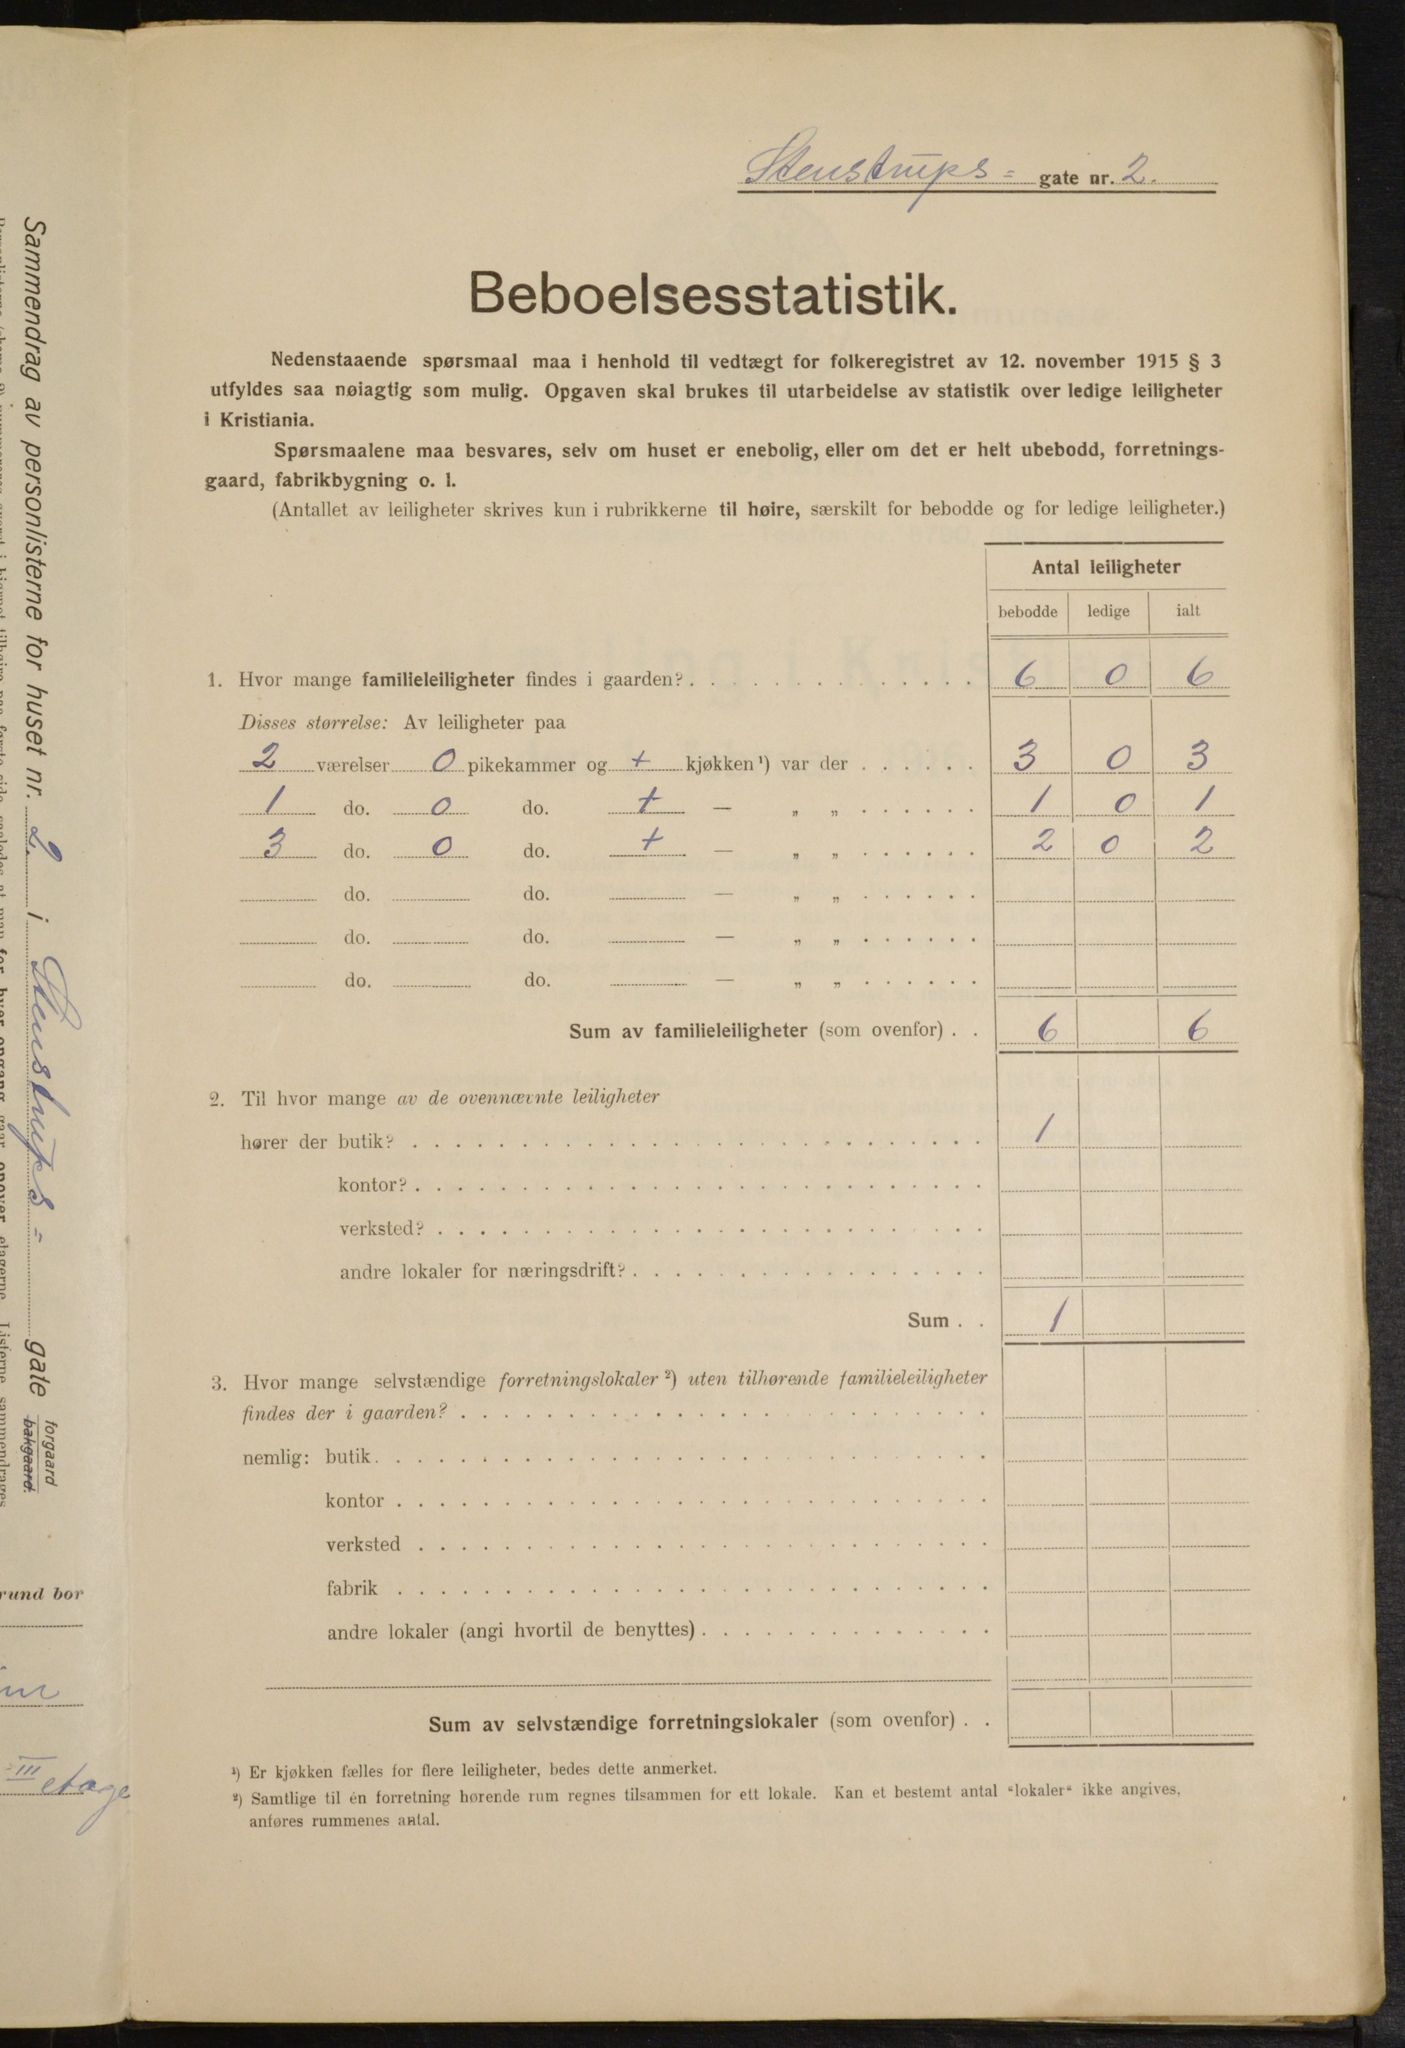 Stenstrups= gate nr. 2.
Beboelsesstatistik.
Nedenstaaende spørsmaal maa i henhold til vedtægt for folkeregistret av 12. november 1915 § 3
utfyldes saa nøiagtig som mulig. Opgaven skal brukes til utarbeidelse av statistik over ledige leiligheter
i Kristiania.
Spørsmaalene maa besvares, selv om huset er enebolig, eller om det er helt ubebodd, forretnings-
gaard, fabrikbygning o. l.
(Antallet av leiligheter skrives kun i rubrikkerne til høire, særskilt for bebodde og for ledige leiligheter.)
Antal leiligheter
bebodde ledige ialt
1. Hvor mange familieleiligheter findes i gaarden? . . . . . . . . . . . . . . 6 0 6
Disses størrelse: Av leiligheter paa
2 værelser 0 pikekammer og + kjøkken ¹) var der . . . . . . 3 0 3
1 do. 0 do. + — „ „ . . . . . . 1 0 1
3 do. 0 do. + — „ „ . . . . . . 2 0 2
do. do. — „ „ . . . . . .
do. do. — „ „ . . . . . .
do. do. — „ „ . . . . . .
Sum av familieleiligheter (som ovenfor) . . 6 6
2. Til hvor mange av de ovennævnte leiligheter
hører der butik? . . . . . . . . . . . . . . . . . . . . . . . . . . 1
kontor? . . . . . . . . . . . . . . . . . . . . . . . . . .
verksted? . . . . . . . . . . . . . . . . . . . . . . . . .
andre lokaler for næringsdrift? . . . . . . . . . . . . . . . .
Sum . . 1
3. Hvor mange selvstændige forretningslokaler ²) uten tilhørende familieleiligheter
findes der i gaarden? . . . . . . . . . . . . . . . . . . . . . . . .
nemlig: butik . . . . . . . . . . . . . . . . . . . . . . . . . . . .
kontor . . . . . . . . . . . . . . . . . . . . . . . . . . .
verksted . . . . . . . . . . . . . . . . . . . . . . . . . .
fabrik . . . . . . . . . . . . . . . . . . . . . . . . . . .
andre lokaler (angi hvortil de benyttes) . . . . . . . . . . . . . .
Sum av selvstændige forretningslokaler (som ovenfor) . .
¹) Er kjøkken fælles for flere leiligheter, bedes dette anmerket.
²) Samtlige til én forretning hørende rum regnes tilsammen for ett lokale. Kan et bestemt antal "lokaler" ikke angives,
anføres rummenes antal.
Sammendrag av personlisterne for huset nr. 2. i Stenstrups= gate forgaard bakgaard.
rund bor
III etage